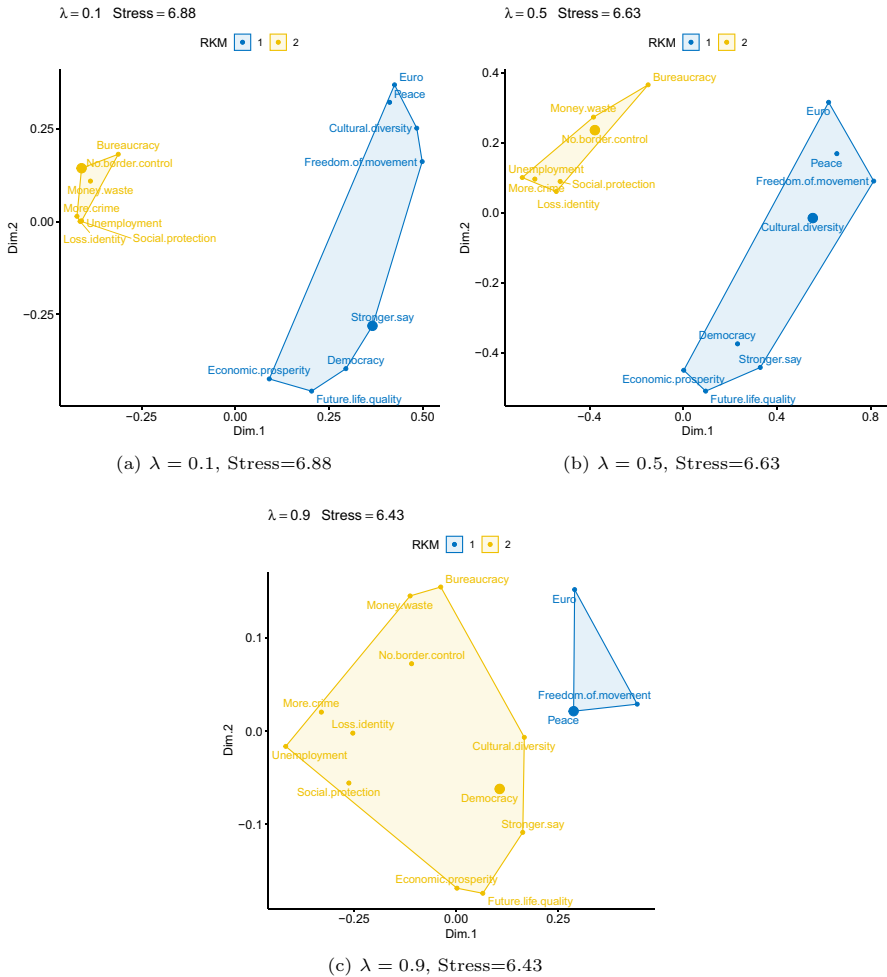 λ = 0.1 Stress = 6.88
RKM 1 2
0.25
0.00
−0.25
Dim.2
Euro
Peace
Cultural.diversity
Freedom.of.movement
Bureaucracy
No.border.control
Money.waste
More.crime
Unemployment
Loss.identity
Social.protection
Stronger.say
Democracy
Economic.prosperity
Future.life.quality
−0.25 0.00 0.25 0.50
Dim.1
(a) λ = 0.1, Stress=6.88
λ = 0.5 Stress = 6.63
RKM 1 2
0.4
0.2
0.0
−0.2
−0.4
Dim.2
Bureaucracy
Money.waste
No.border.control
Unemployment
More.crime
Social.protection
Loss.identity
Euro
Peace
Freedom.of.movement
Cultural.diversity
Democracy
Stronger.say
Economic.prosperity
Future.life.quality
−0.4 0.0 0.4 0.8
Dim.1
(b) λ = 0.5, Stress=6.63
λ = 0.9 Stress = 6.43
RKM 1 2
0.1
0.0
−0.1
Dim.2
Bureaucracy
Money.waste
Euro
No.border.control
More.crime
Freedom.of.movement
Loss.identity
Peace
Unemployment
Cultural.diversity
Social.protection
Democracy
Stronger.say
Economic.prosperity
Future.life.quality
−0.25 0.00 0.25
Dim.1
(c) λ = 0.9, Stress=6.43